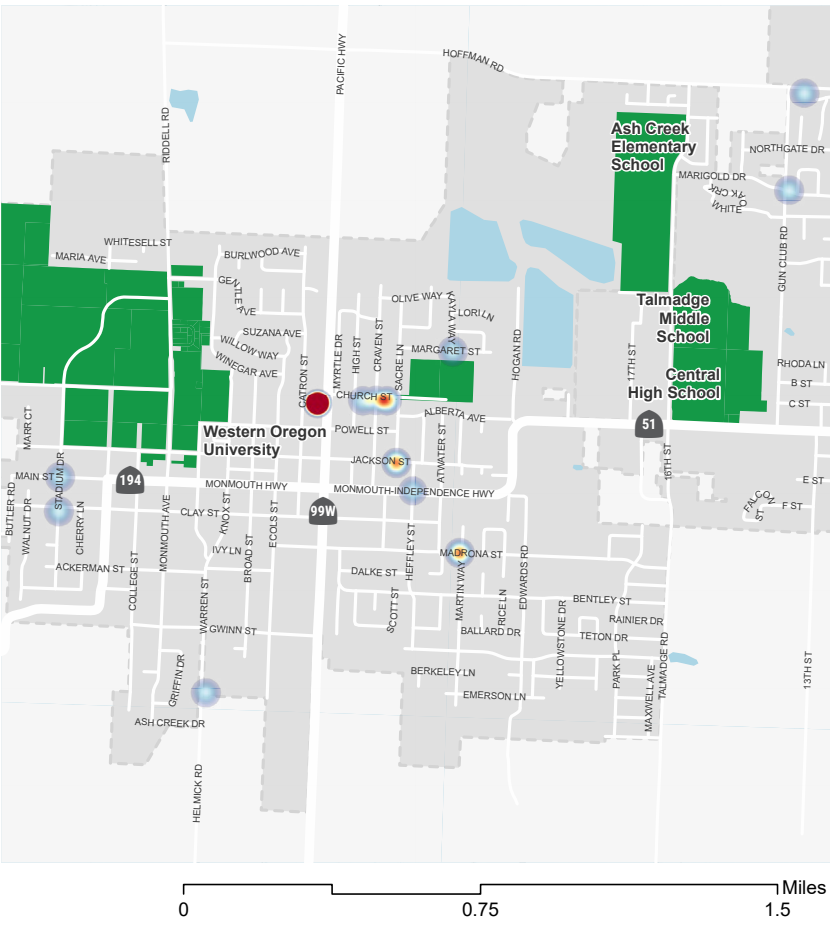 HOFFMAN RD
PACIFIC HWY
RIDDELL RD
Ash Creek
Elementary
School
NORTHGATE DR
MARIGOLD DR
WHITE
OAK CRK
GUN CLUB RD
WHITESELL ST
MARIA AVE
BURLWOOD AVE
GENTLE AVE
OLIVE WAY
KAYLA WAY
LORI LN
SUZANA AVE
WILLOW WAY
WINEGAR AVE
CATRON ST
MYRTLE DR
HIGH ST
CRAVEN ST
SACRE LN
MARGARET ST
HOGAN RD
Talmadge
Middle
School
17TH ST
Central
High School
RHODA LN
B ST
C ST
CHURCH ST
ALBERTA AVE
51
MARR CT
Western Oregon
University
POWELL ST
ATWATER ST
JACKSON ST
16TH ST
MAIN ST
STADIUM DR
194
MONMOUTH HWY
MONMOUTH-INDEPENDENCE HWY
E ST
BUTLER RD
WALNUT DR
CHERRY LN
MONMOUTH AVE
CLAY ST
KNOX ST
ECOLS ST
99W
FALCON
ST
F ST
IVY LN
BROAD ST
HEFFLEY ST
MADRONA ST
ACKERMAN ST
COLLEGE ST
WARREN ST
DALKE ST
SCOTT ST
MARTIN WAY
RICE LN
EDWARDS RD
BENTLEY ST
RAINIER DR
GWINN ST
BALLARD DR
YELLOWSTONE DR
TETON DR
PARK PL
MAXWELL AVE
TALMADGE RD
13TH ST
GRIFFIN DR
BERKELEY LN
EMERSON LN
ASH CREEK DR
HELMICK RD
Miles
0
0.75
1.5